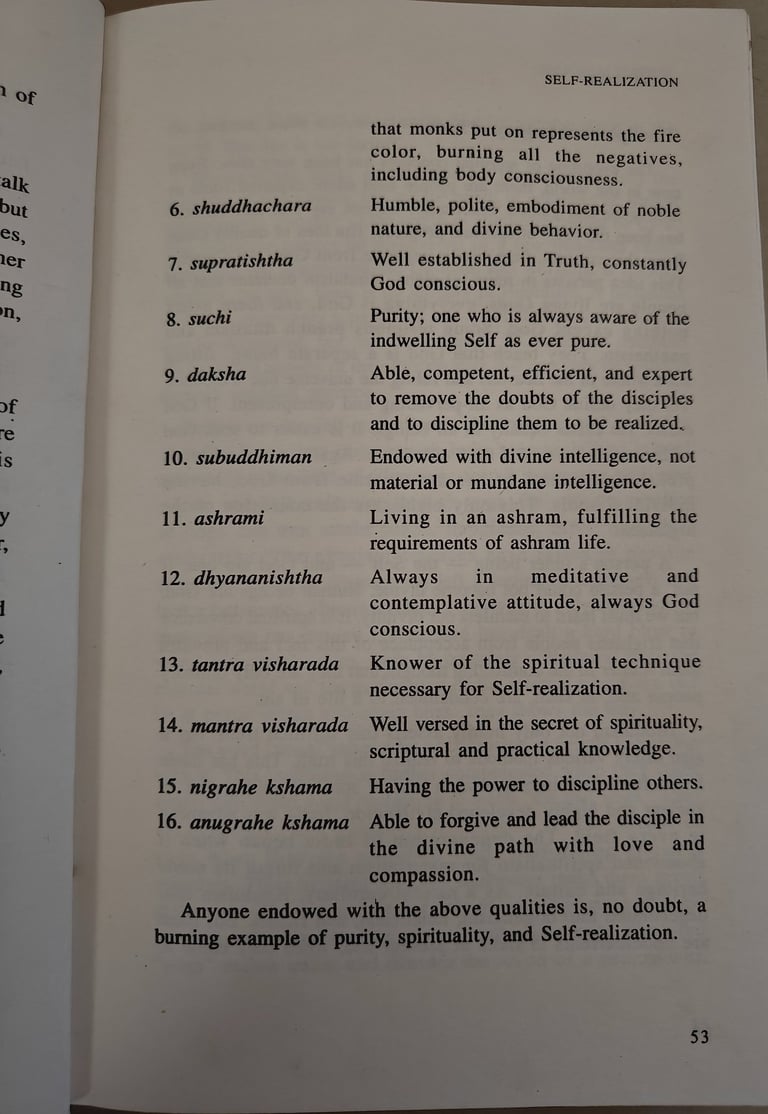 SELF-REALIZATION
that monks put on represents the fire
color, burning all the negatives,
including body consciousness.
6. shuddhachara Humble, polite, embodiment of noble
nature, and divine behavior.
7. supratishtha Well established in Truth, constantly
God conscious.
8. suchi Purity; one who is always aware of the
indwelling Self as ever pure.
9. daksha Able, competent, efficient, and expert
to remove the doubts of the disciples
and to discipline them to be realized.
10. subuddhiman Endowed with divine intelligence, not
material or mundane intelligence.
11. ashrami Living in an ashram, fulfilling the
requirements of ashram life.
12. dhyananishtha Always in meditative and
contemplative attitude, always God
conscious.
13. tantra visharada Knower of the spiritual technique
necessary for Self-realization.
14. mantra visharada Well versed in the secret of spirituality,
scriptural and practical knowledge.
15. nigrahe kshama Having the power to discipline others.
16. anugrahe kshama Able to forgive and lead the disciple in
the divine path with love and
compassion.
Anyone endowed with the above qualities is, no doubt, a
burning example of purity, spirituality, and Self-realization.
53